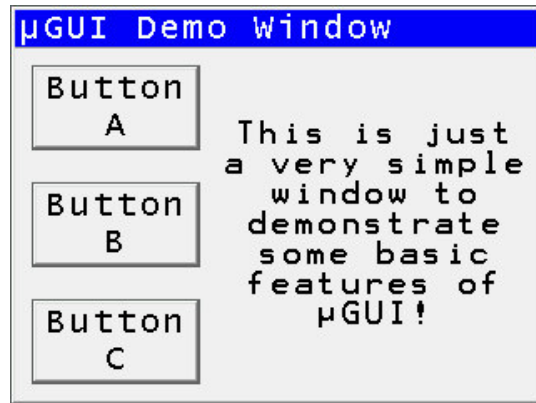 µGUI Demo Window
Button
A
Button
B
Button
C
This is just
a very simple
window to
demonstrate
some basic
features of
µGUI!